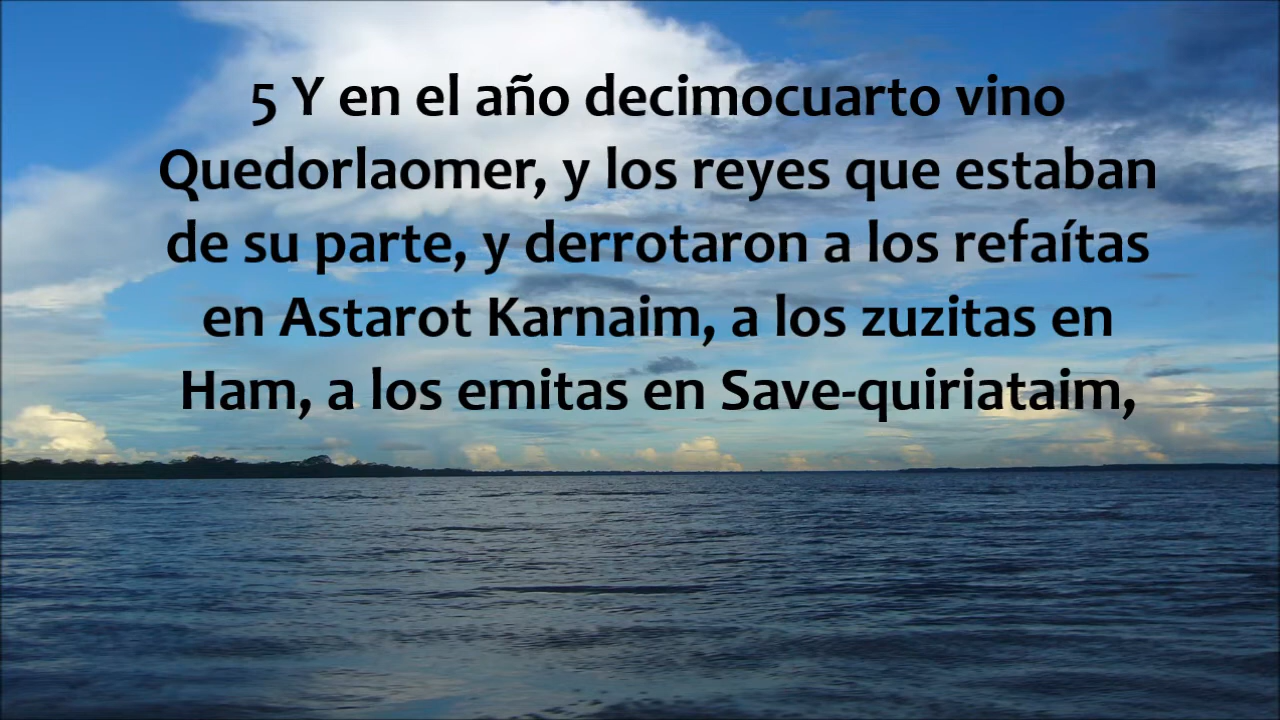 5 Y en el año decimocuarto vino
Quedorlaomer, y los reyes que estaban
de su parte, y derrotaron a los refaítas
en Astarot Karnaim, a los zuzitas en
Ham, a los emitas en Save-quiriataim,